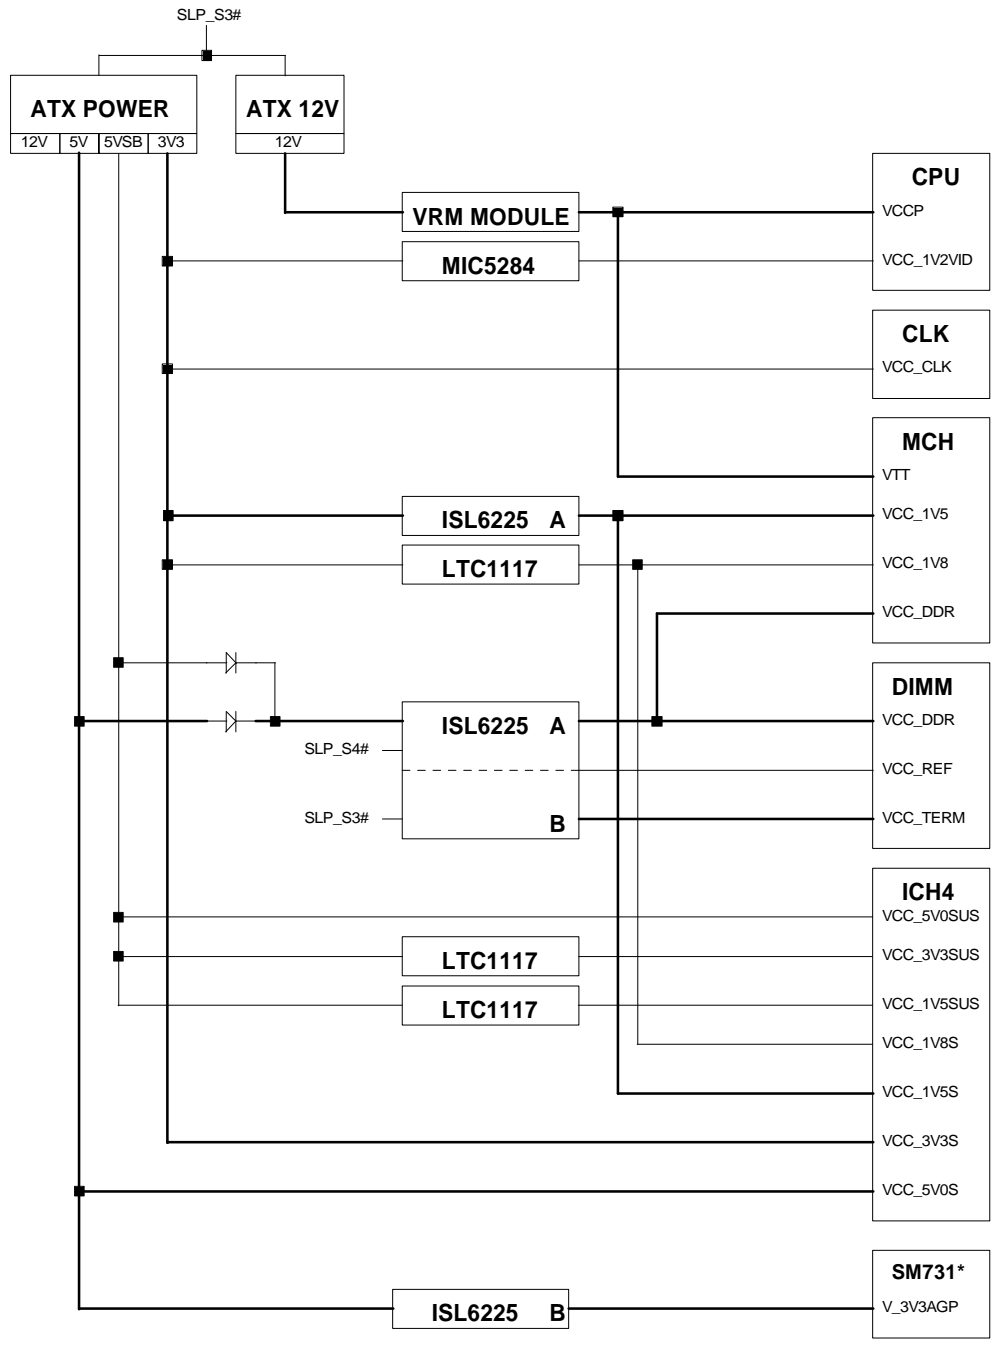 SLP_S3#
ATX POWER
ATX 12V
12V 5V 5VSB 3V3
12V
CPU
VRM MODULE
VCCP
MIC5284
VCC_1V2VID
CLK
VCC_CLK
MCH
VTT
ISL6225 A
VCC_1V5
LTC1117
VCC_1V8
VCC_DDR
DIMM
ISL6225 A
VCC_DDR
SLP_S4#
VCC_REF
SLP_S3#
B
VCC_TERM
ICH4
VCC_5V0SUS
LTC1117
VCC_3V3SUS
LTC1117
VCC_1V5SUS
VCC_1V8S
VCC_1V5S
VCC_3V3S
VCC_5V0S
SM731*
ISL6225 B
V_3V3AGP